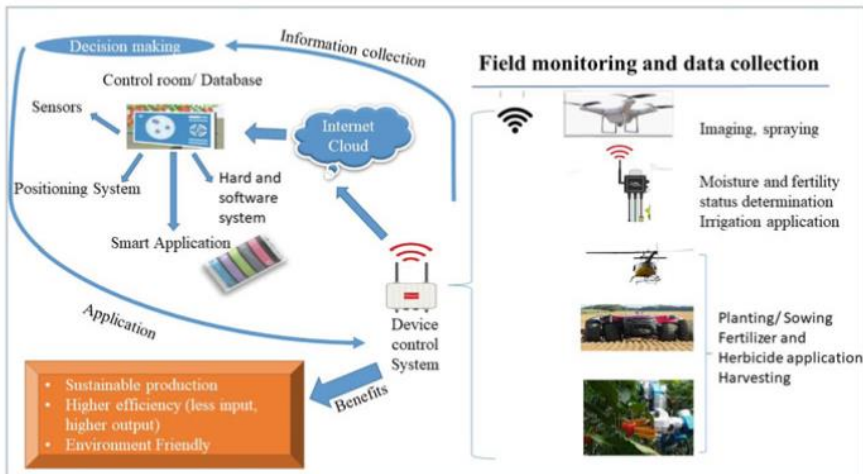 Decision making
Information collection
Control room/ Database
Sensors
Internet
Cloud
Positioning System
Hard and
software
system
Smart Application
Application
Device
control
System
Benefits
• Sustainable production
• Higher efficiency (less input,
higher output)
• Environment Friendly
Field monitoring and data collection
Imaging, spraying
Moisture and fertility
status determination
Irrigation application
Planting/ Sowing
Fertilizer and
Herbicide application
Harvesting